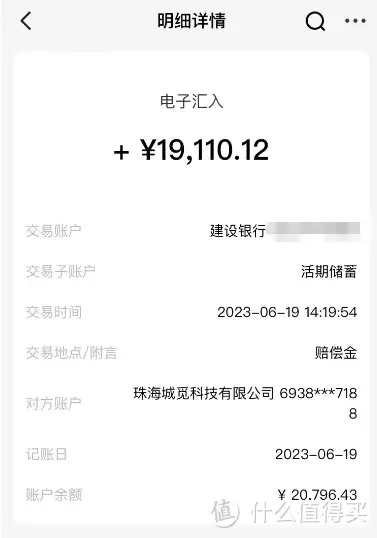 明细详情
电子汇入
+ ¥19,110.12
交易账户 建设银行
交易子账户 活期储蓄
交易时间 2023-06-19 14:19:54
交易地点/附言 赔偿金
对方账户 珠海城觅科技有限公司 6938***718
8
记账日 2023-06-19
账户余额 ¥ 20,796.43
值 什么值得买